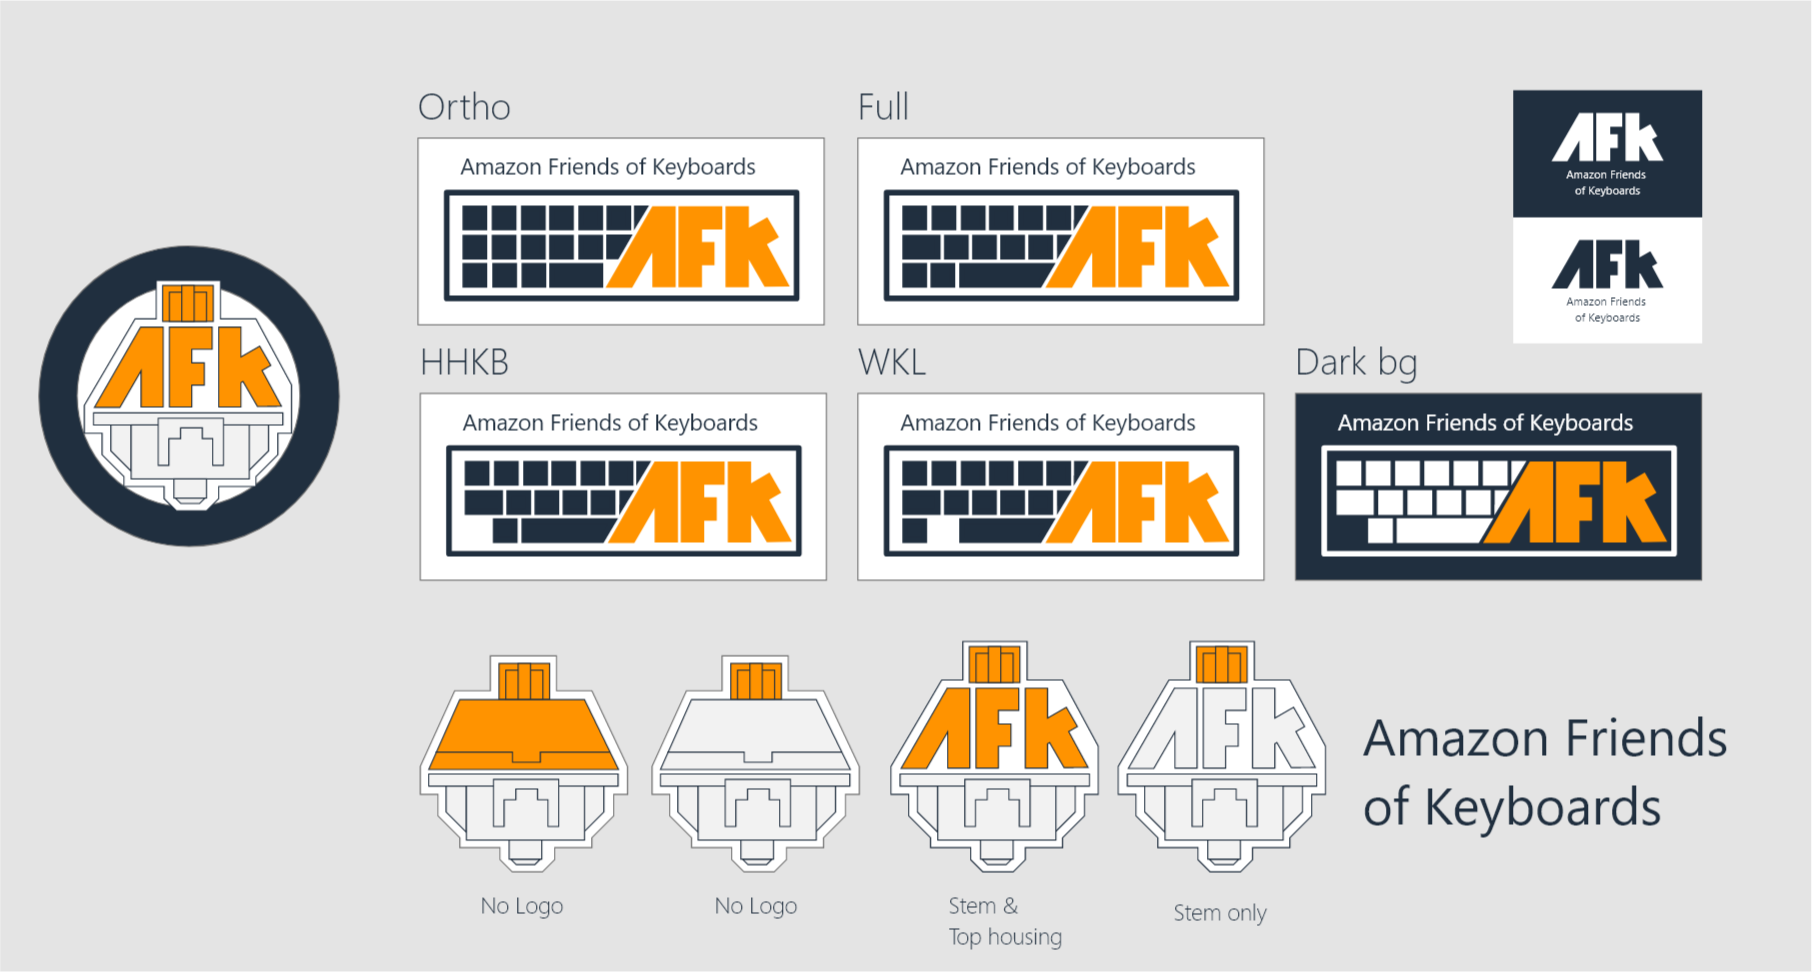 Ortho
Amazon Friends of Keyboards
AFK
Full
Amazon Friends of Keyboards
AFK
AFK
Amazon Friends
of Keyboards
AFK
Amazon Friends
of Keyboards
AFK
HHKB
Amazon Friends of Keyboards
AFK
WKL
Amazon Friends of Keyboards
AFK
Dark bg
Amazon Friends of Keyboards
AFK
No Logo
No Logo
AFK
Stem &
Top housing
AFK
Stem only
Amazon Friends
of Keyboards